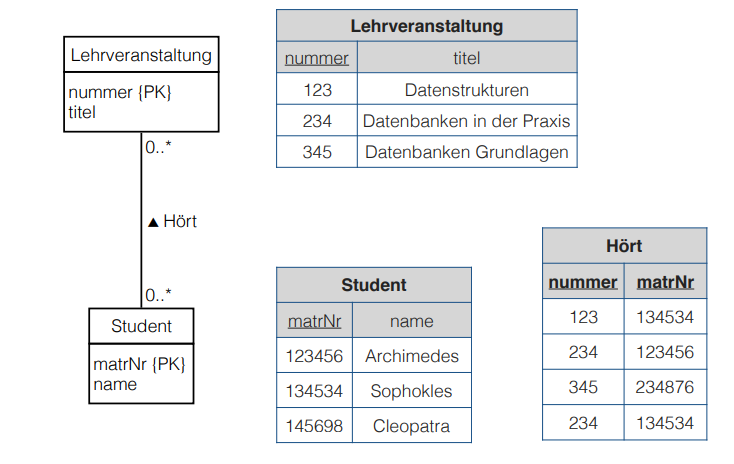 Lehrveranstaltung
nummer {PK}
titel
0..*
▲ Hört
0..*
Student
matrNr {PK}
name
Lehrveranstaltung
nummer titel
123 Datenstrukturen
234 Datenbanken in der Praxis
345 Datenbanken Grundlagen
Student
matrNr name
123456 Archimedes
134534 Sophokles
145698 Cleopatra
Hört
nummer matrNr
123 134534
234 123456
345 234876
234 134534